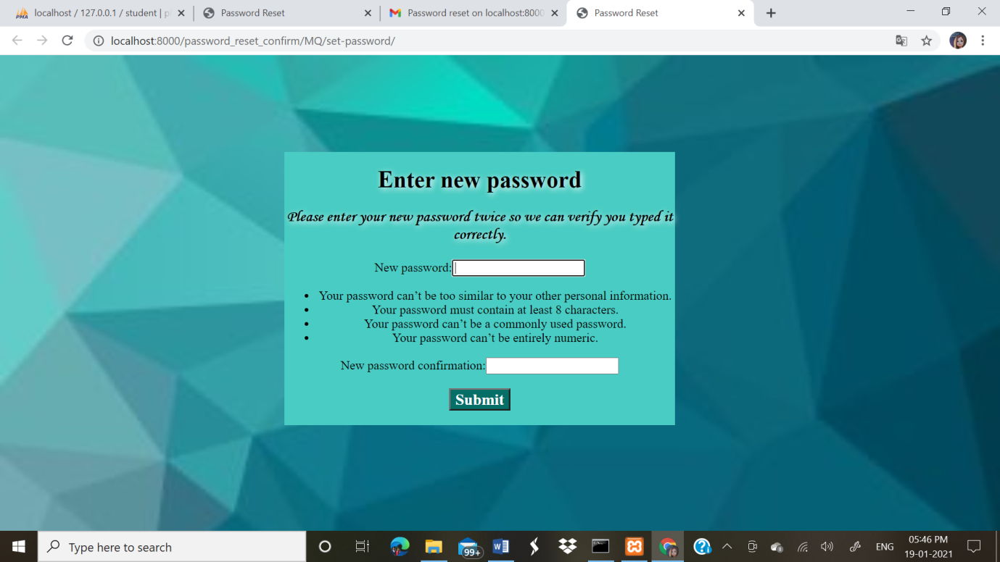 localhost / 127.0.0.1 / student | p
Password Reset
Password reset on localhost:8000
Password Reset
localhost:8000/password_reset_confirm/MQ/set-password/
Enter new password
Please enter your new password twice so we can verify you typed it
correctly.
New password:
• Your password can’t be too similar to your other personal information.
• Your password must contain at least 8 characters.
• Your password can’t be a commonly used password.
• Your password can’t be entirely numeric.
New password confirmation:
Submit
Type here to search
99+
ENG
05:46 PM
19-01-2021